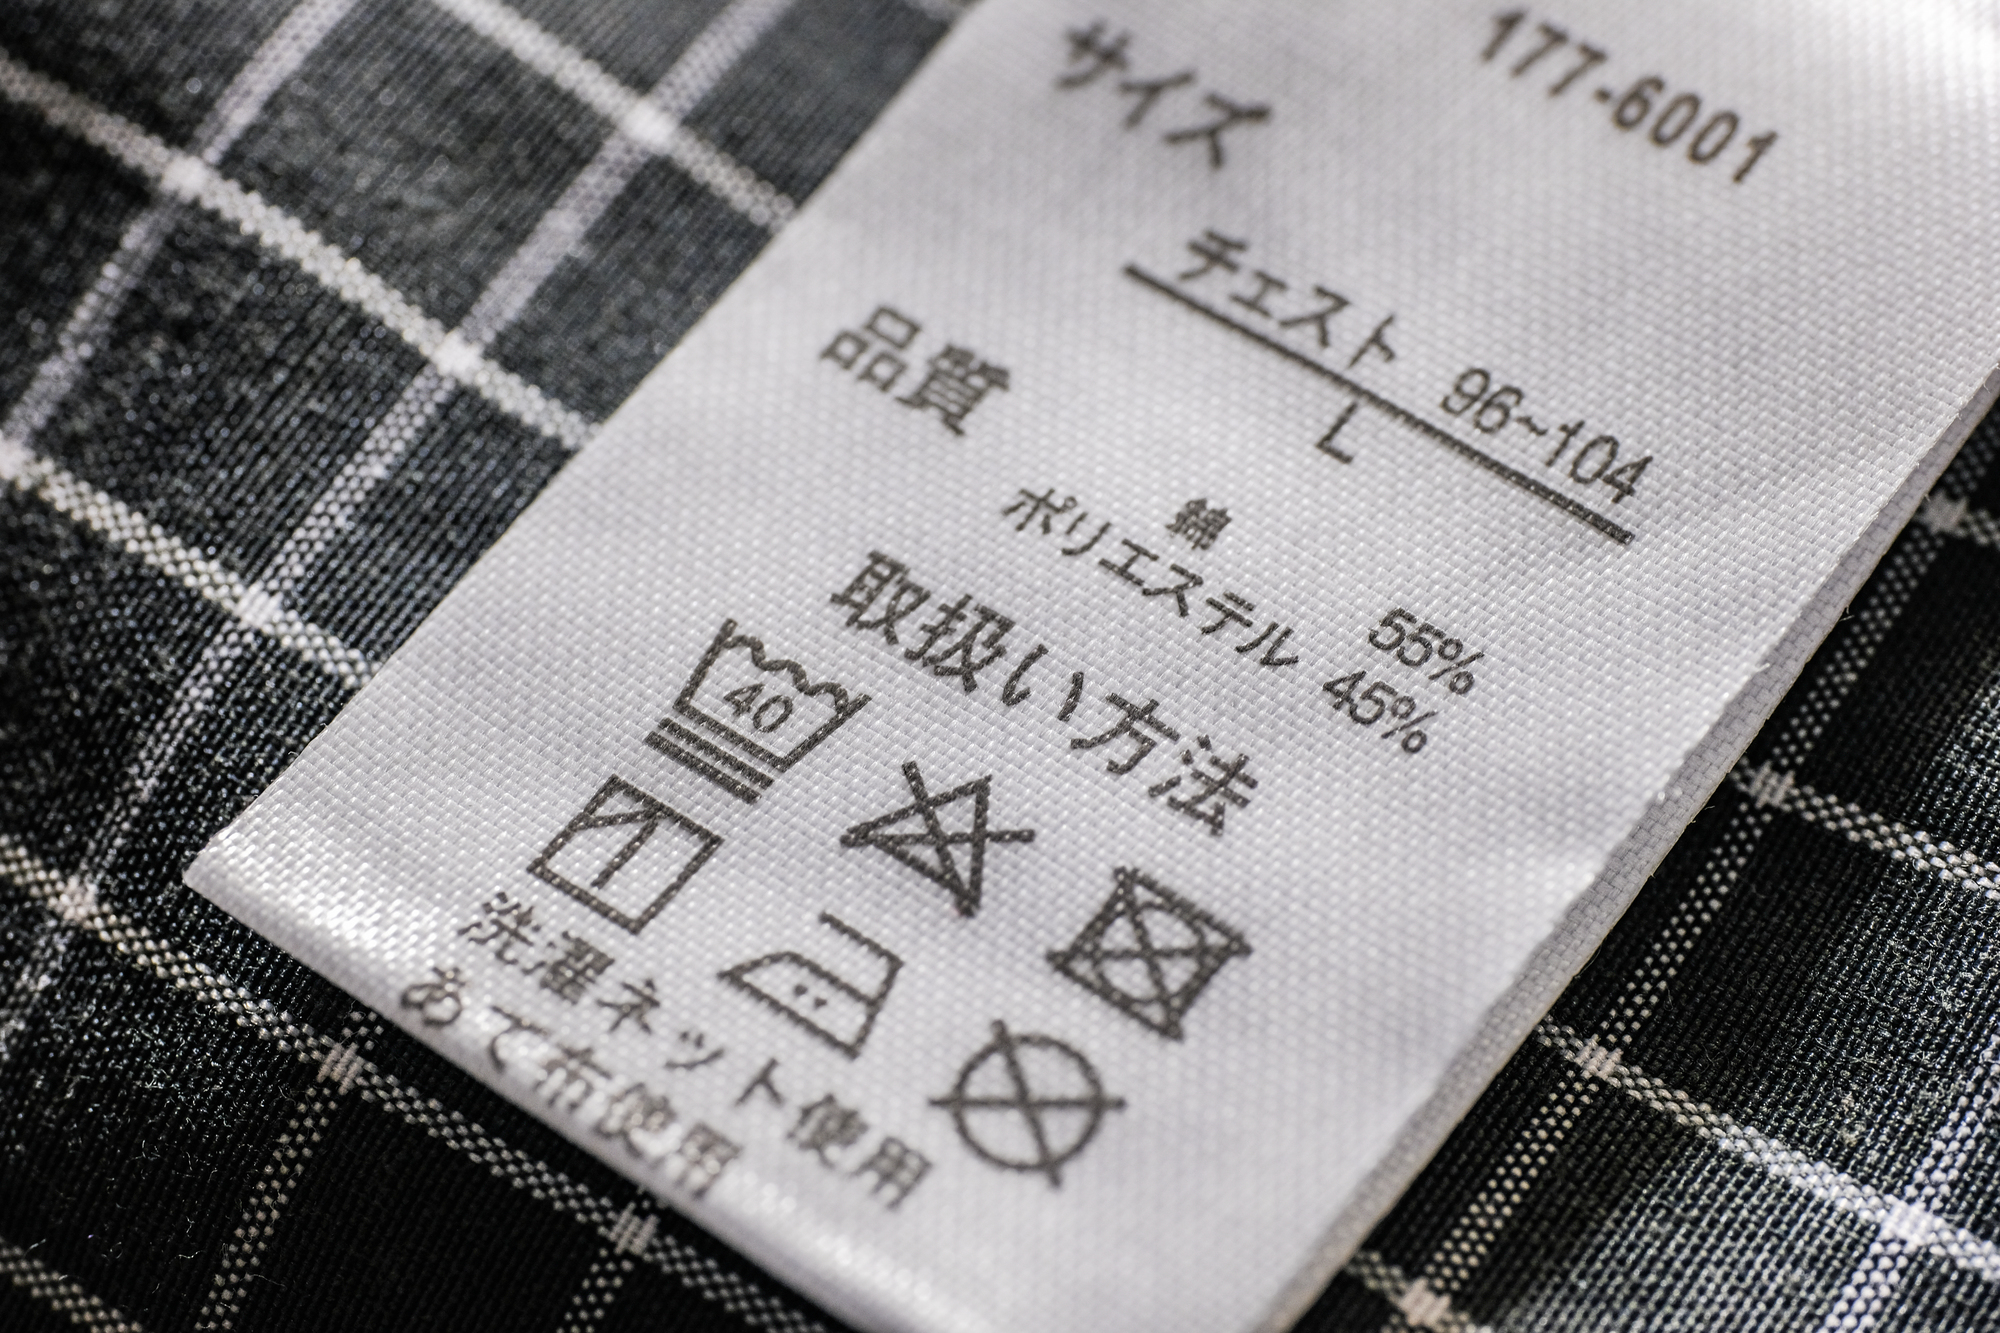 177-6001
サイズ
チェスト 96~104
L
品質
綿 55%
ポリエステル 45%
取扱い方法
40
洗濯ネット使用
あて布使用